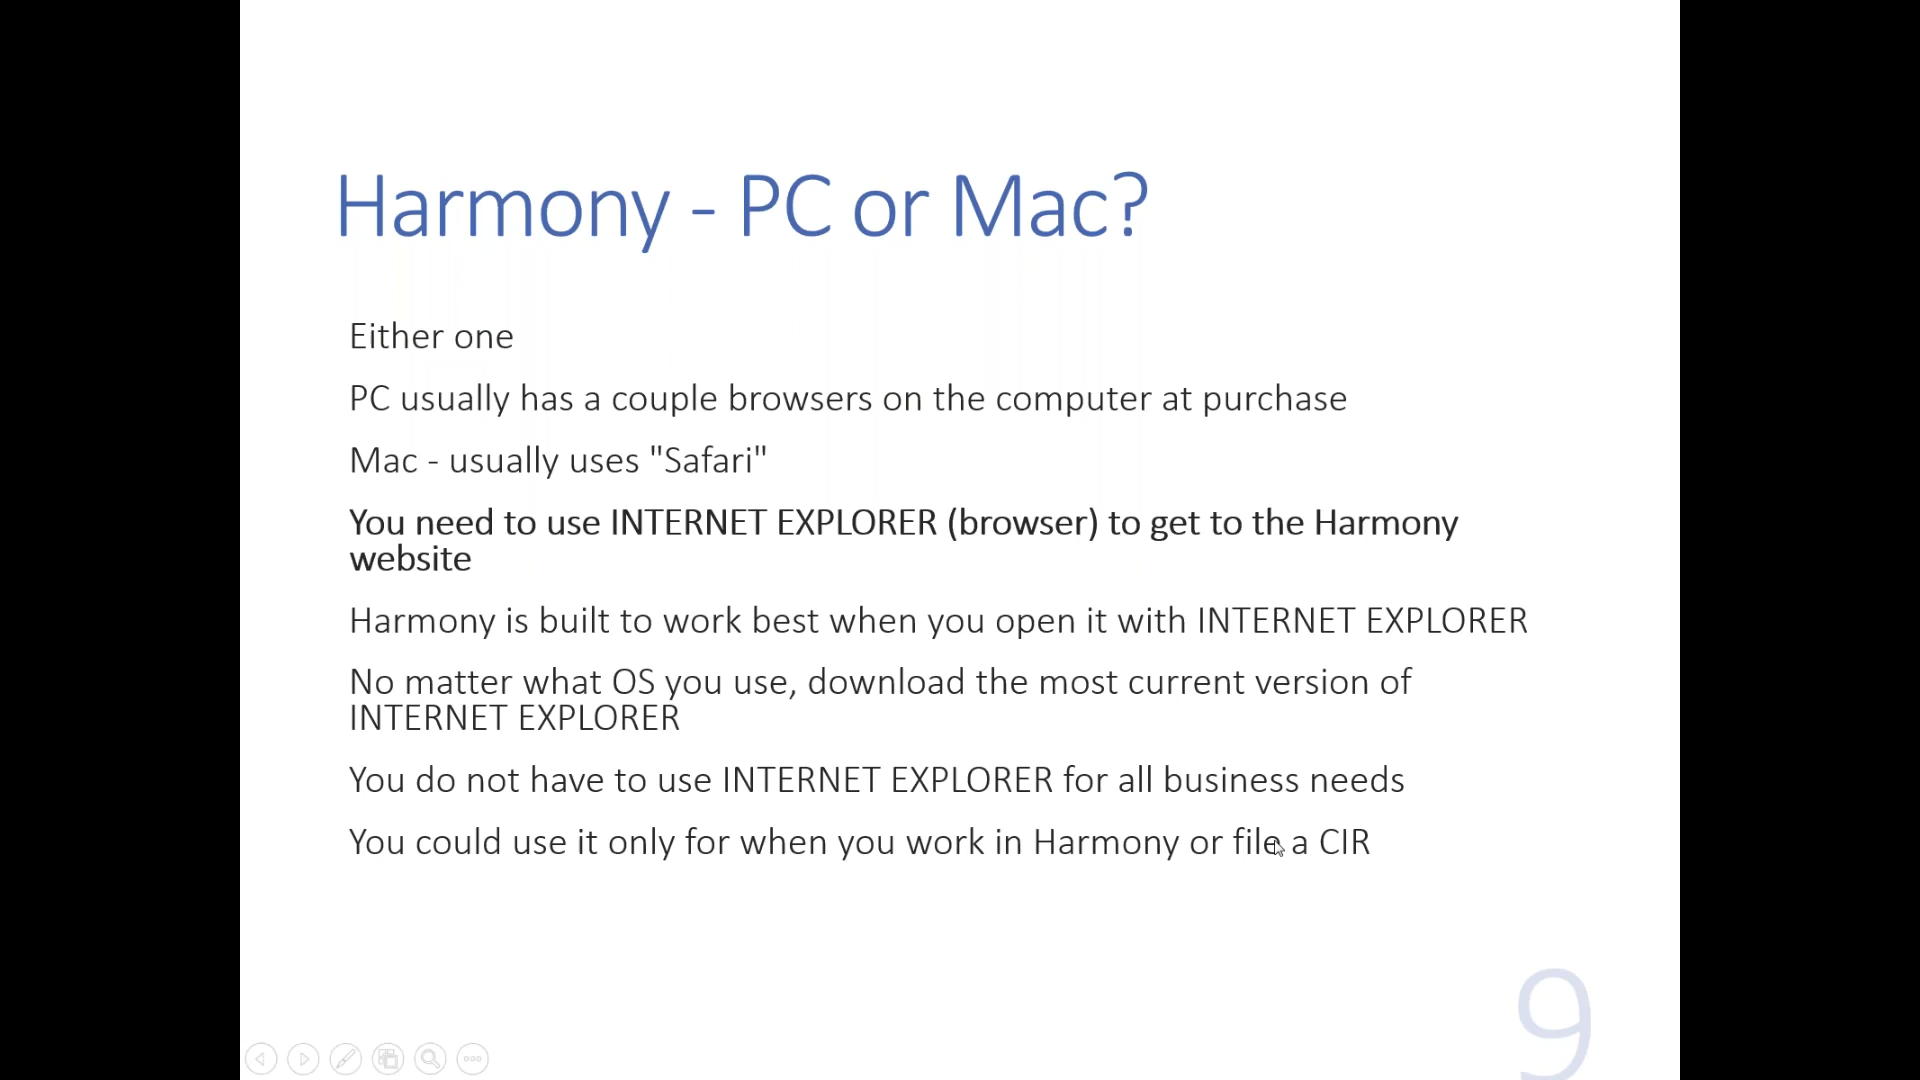 Harmony - PC or Mac?
Either one
PC usually has a couple browsers on the computer at purchase
Mac - usually uses "Safari"
You need to use INTERNET EXPLORER (browser) to get to the Harmony
website
Harmony is built to work best when you open it with INTERNET EXPLORER
No matter what OS you use, download the most current version of
INTERNET EXPLORER
You do not have to use INTERNET EXPLORER for all business needs
You could use it only for when you work in Harmony or file a CIR
9